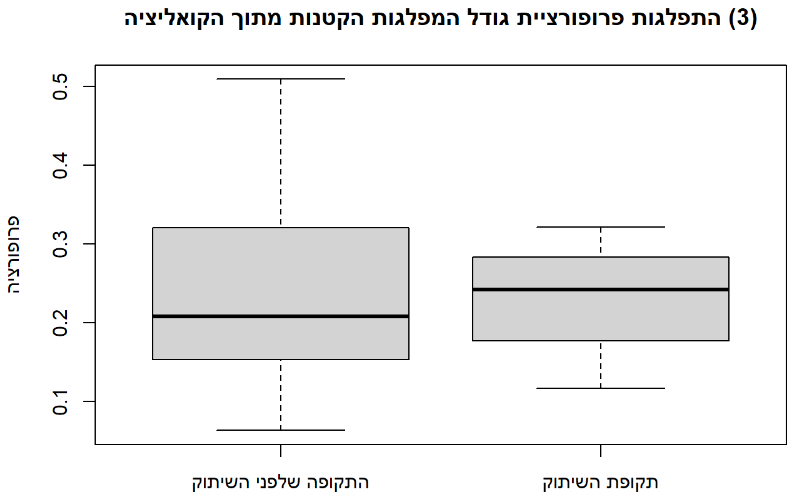 (3) התפלגות פרופורציית גודל המפלגות הקטנות מתוך הקואליציה
פרופורציה
0.5
0.4
0.3
0.2
0.1
התקופה שלפני השיתוק
תקופת השיתוק